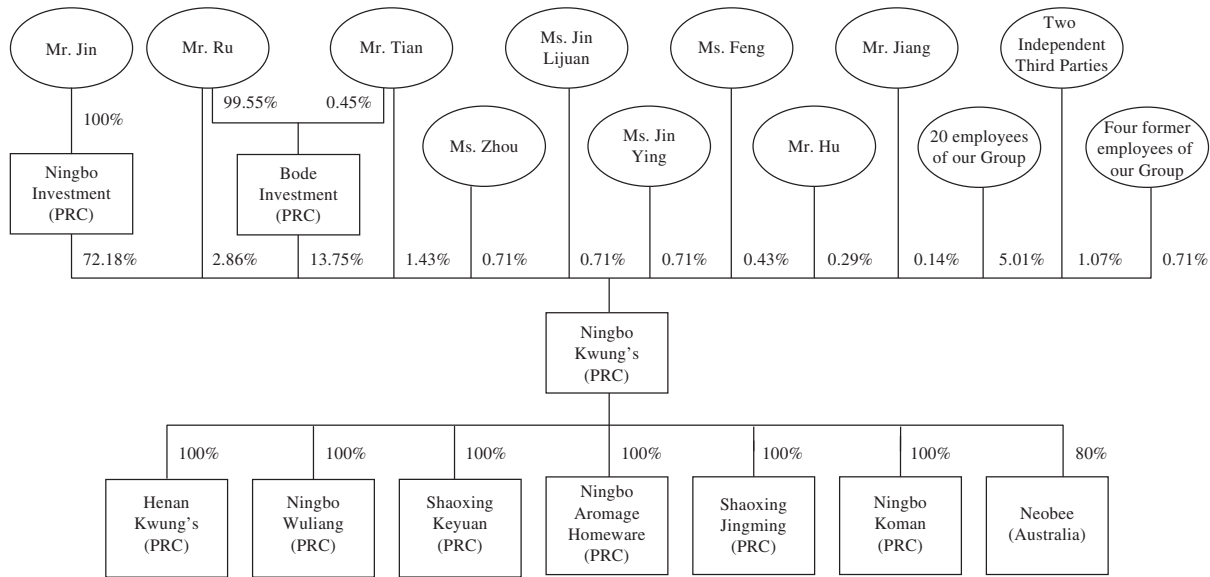 Mr. Jin
Mr. Ru
Mr. Tian
Ms. Jin
Lijuan
Ms. Feng
Mr. Jiang
Two
Independent
Third Parties
99.55%
0.45%
100%
Ms. Zhou
Ms. Jin
Ying
Mr. Hu
20 employees
of our Group
Four former
employees of
our Group
Ningbo
Investment
(PRC)
Bode
Investment
(PRC)
72.18%
2.86%
13.75%
1.43%
0.71%
0.71%
0.71%
0.43%
0.29%
0.14%
5.01%
1.07%
0.71%
Ningbo
Kwung's
(PRC)
100%
100%
100%
100%
100%
100%
80%
Henan
Kwung's
(PRC)
Ningbo
Wuliang
(PRC)
Shaoxing
Keyuan
(PRC)
Ningbo
Aromage
Homeware
(PRC)
Shaoxing
Jingming
(PRC)
Ningbo
Koman
(PRC)
Neobee
(Australia)